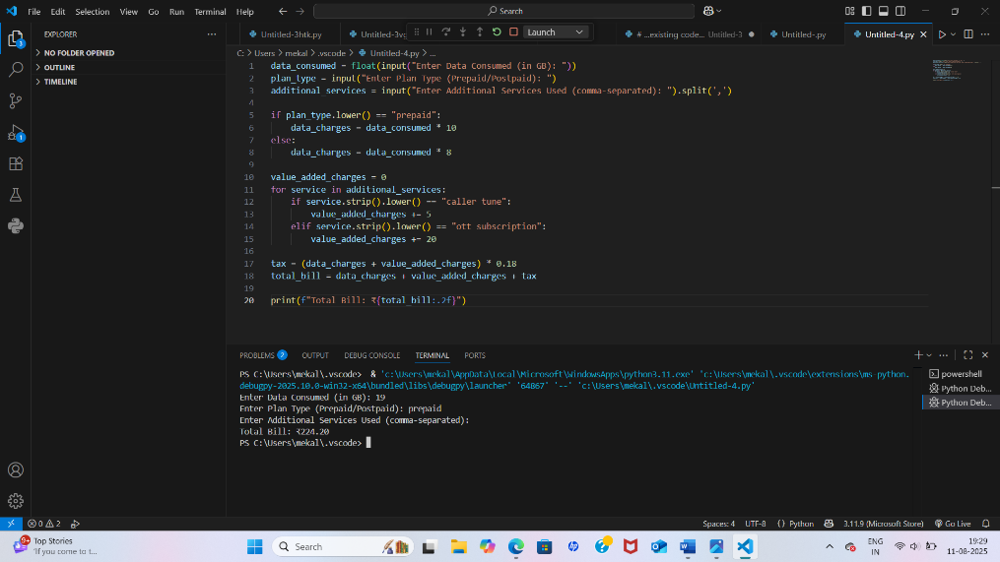 File Edit Selection View Go Run Terminal Help
Search
EXPLORER
NO FOLDER OPENED
OUTLINE
TIMELINE
3
1
Untitled-3htk.py
Untitled-3vg
Launch
# ...existing code... Untitled-3
Untitled-.py
Untitled-4.py
C: > Users > mekal > .vscode > Untitled-4.py > ...
1 data_consumed = float(input("Enter Data Consumed (in GB): "))
2 plan_type = input("Enter Plan Type (Prepaid/Postpaid): ")
3 additional_services = input("Enter Additional Services Used (comma-separated): ").split(',')
4
5 if plan_type.lower() == "prepaid":
6 data_charges = data_consumed * 10
7 else:
8 data_charges = data_consumed * 8
9
10 value_added_charges = 0
11 for service in additional_services:
12 if service.strip().lower() == "caller tune":
13 value_added_charges += 5
14 elif service.strip().lower() == "ott subscription":
15 value_added_charges += 20
16
17 tax = (data_charges + value_added_charges) * 0.18
18 total_bill = data_charges + value_added_charges + tax
19
20 print(f"Total Bill: ₹{total_bill:.2f}")
PROBLEMS 2 OUTPUT DEBUG CONSOLE TERMINAL PORTS
PS C:\Users\mekal\.vscode> & 'c:\Users\mekal\AppData\Local\Microsoft\WindowsApps\python3.11.exe' 'c:\Users\mekal\.vscode\extensions\ms-python.
debugpy-2025.10.0-win32-x64\bundled\libs\debugpy\launcher' '64867' '--' 'c:\Users\mekal\.vscode\Untitled-4.py'
Enter Data Consumed (in GB): 19
Enter Plan Type (Prepaid/Postpaid): prepaid
Enter Additional Services Used (comma-separated):
Total Bill: ₹224.20
PS C:\Users\mekal\.vscode>
powershell
Python Deb...
Python Deb...
0 2
Spaces: 4 UTF-8 {} Python 3.11.9 (Microsoft Store) Go Live
9+
Top Stories
'If you come to t...
Search
ENG
IN
19:29
11-08-2025